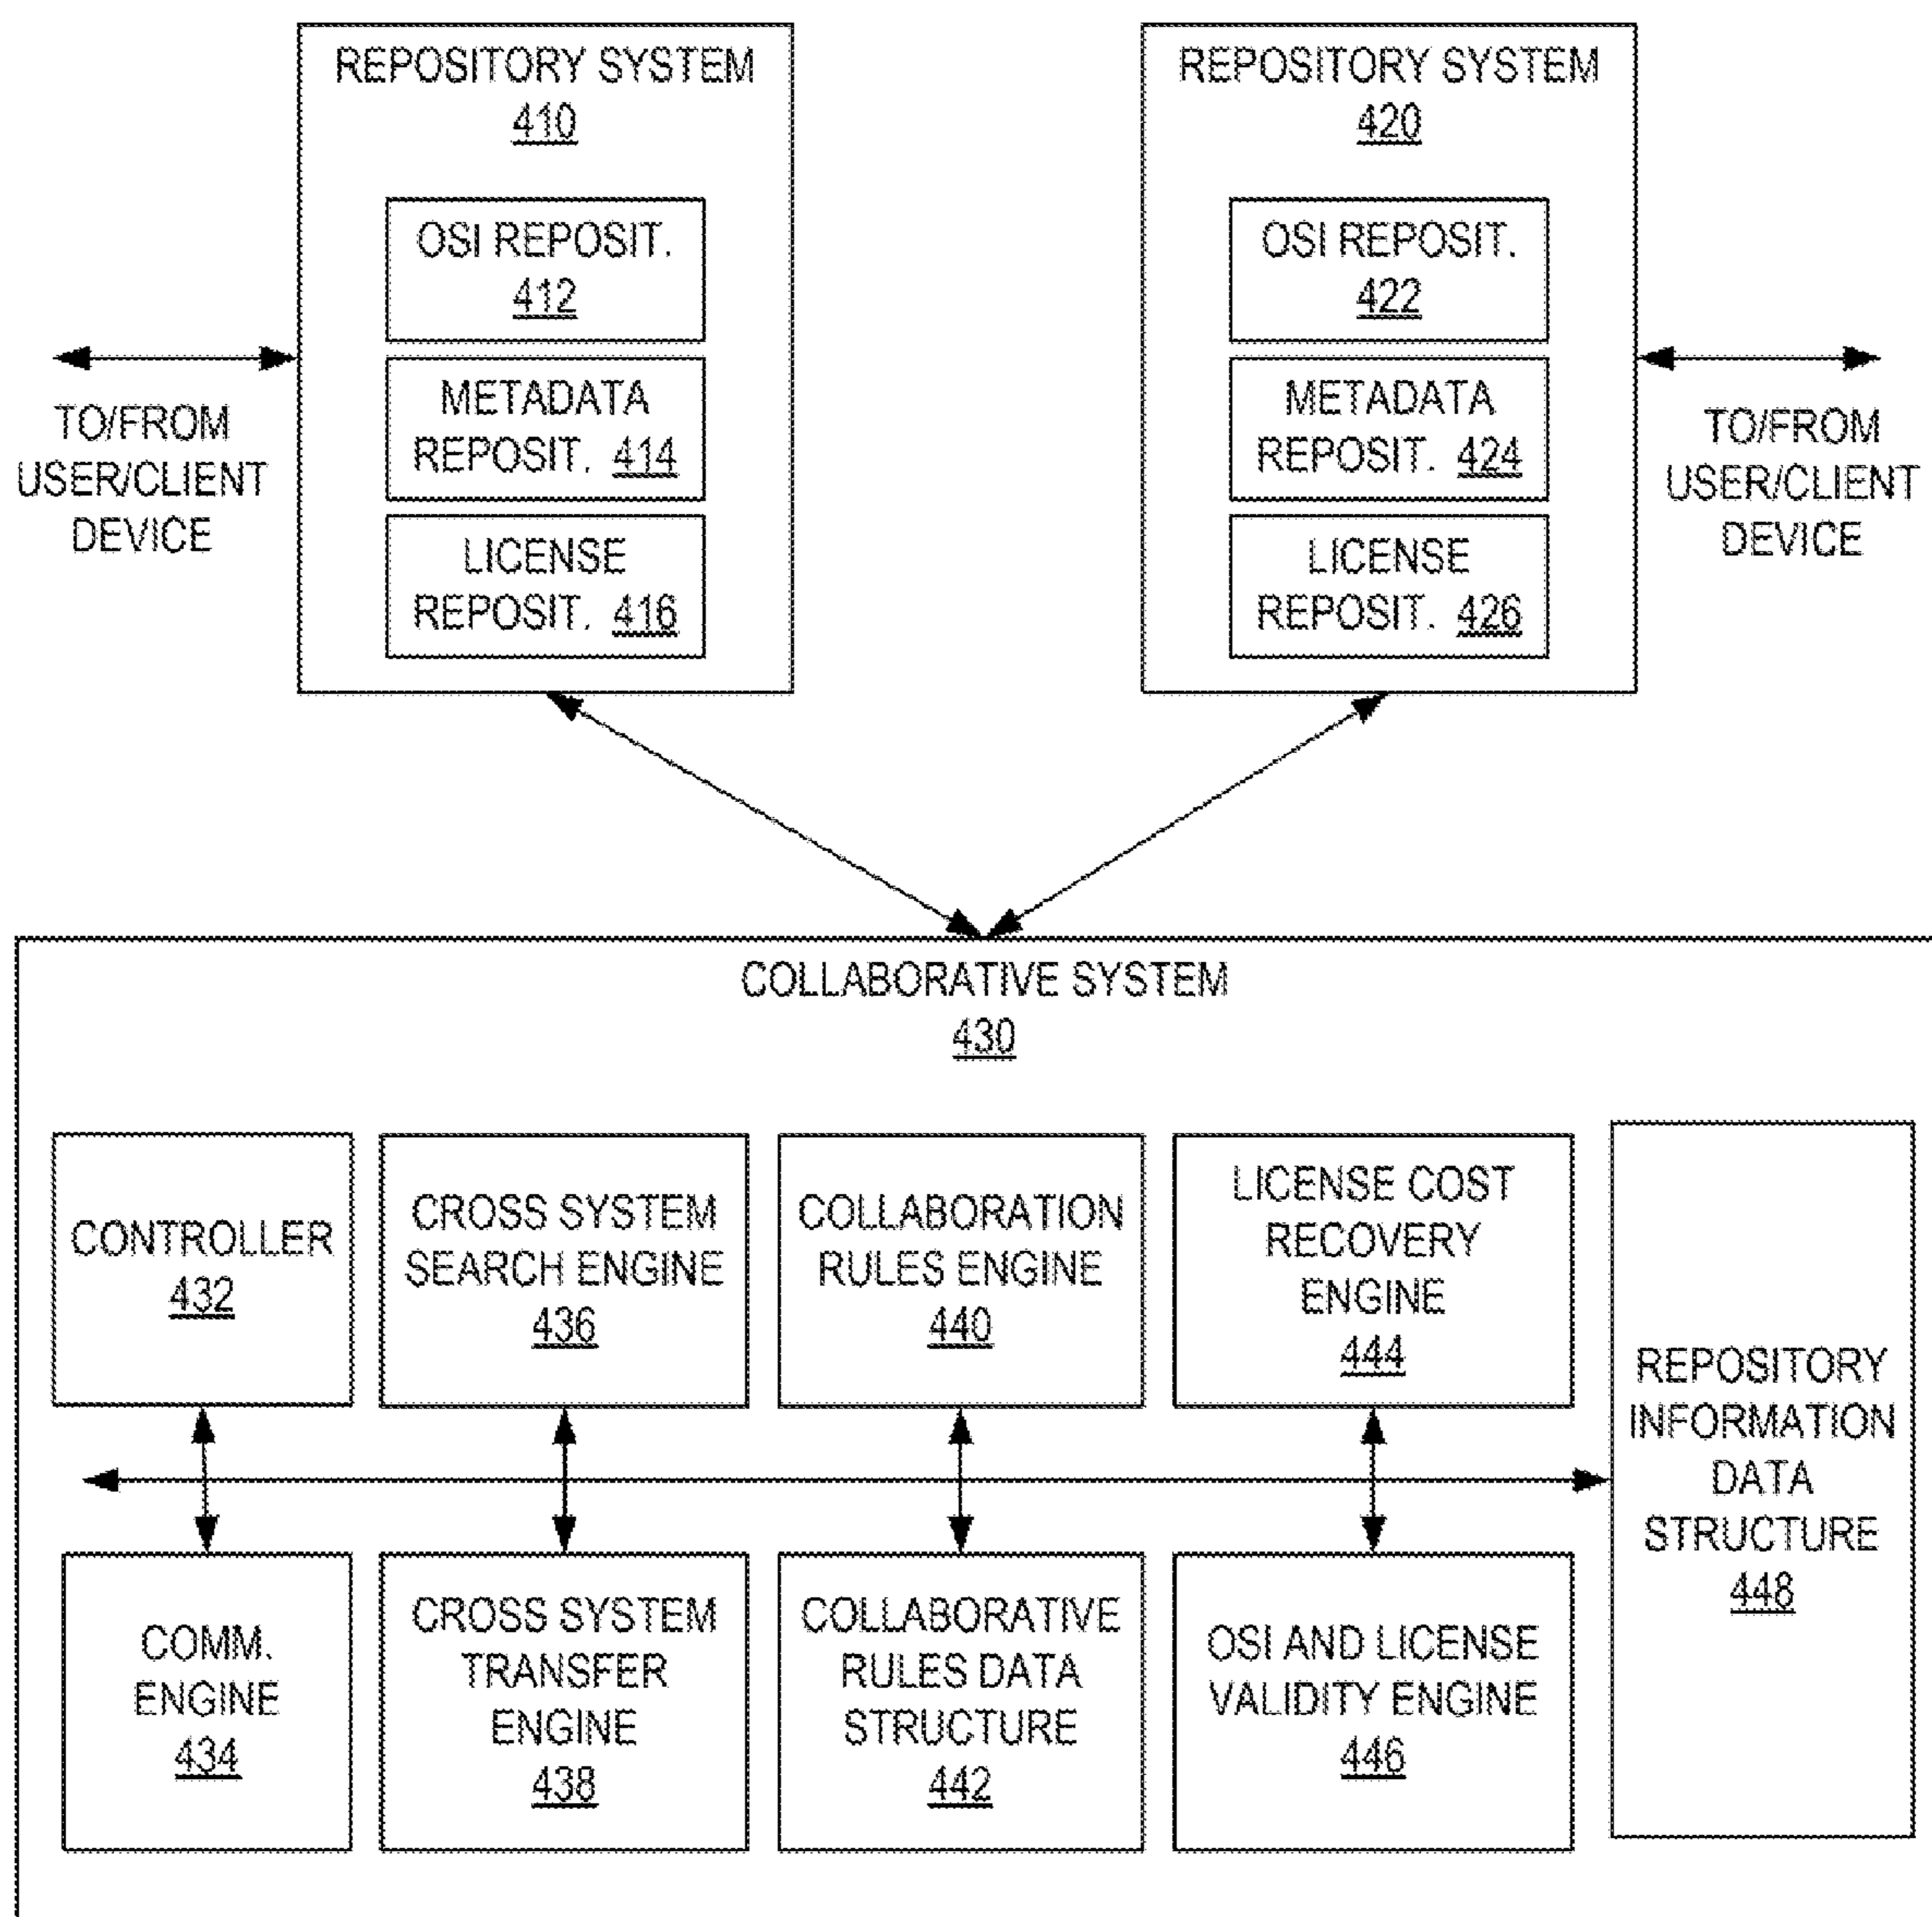 REPOSITORY SYSTEM
410
OSI REPOSIT.
412
METADATA
REPOSIT. 414
LICENSE
REPOSIT. 416
TO/FROM
USER/CLIENT
DEVICE
REPOSITORY SYSTEM
420
OSI REPOSIT.
422
METADATA
REPOSIT. 424
LICENSE
REPOSIT. 426
TO/FROM
USER/CLIENT
DEVICE
COLLABORATIVE SYSTEM
430
CONTROLLER
432
CROSS SYSTEM
SEARCH ENGINE
436
COLLABORATION
RULES ENGINE
440
LICENSE COST
RECOVERY
ENGINE
444
REPOSITORY
INFORMATION
DATA
STRUCTURE
448
COMM.
ENGINE
434
CROSS SYSTEM
TRANSFER
ENGINE
438
COLLABORATIVE
RULES DATA
STRUCTURE
442
OSI AND LICENSE
VALIDITY ENGINE
446